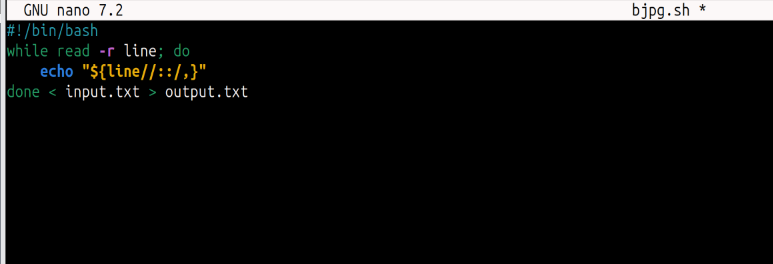 GNU nano 7.2 bjpg.sh *
#!/bin/bash
while read -r line; do
    echo "${line//::/,}"
done < input.txt > output.txt